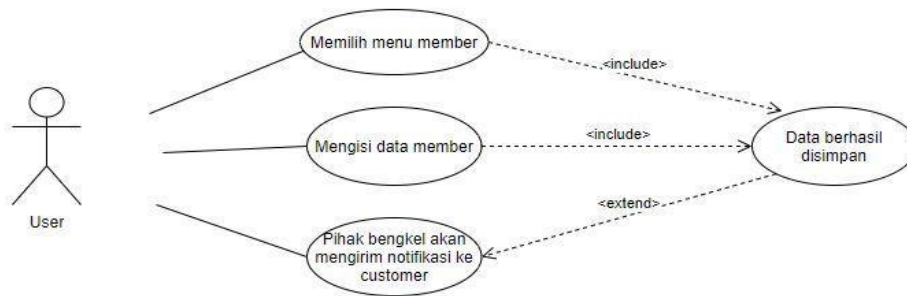 Memilih menu member
<include>
Mengisi data member
<include>
Data berhasil
disimpan
<extend>
User
Pihak bengkel akan
mengirim notifikasi ke
customer